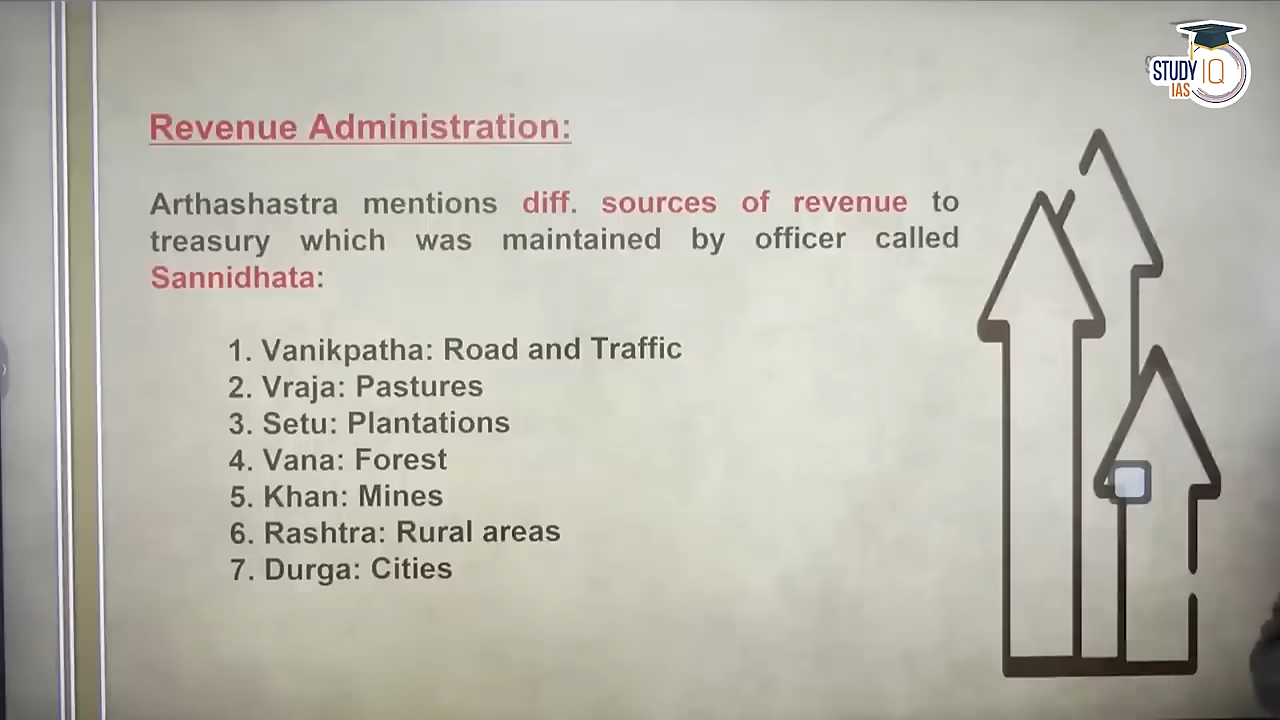 STUDY IQ
IAS
Revenue Administration:
Arthashastra mentions diff. sources of revenue to
treasury which was maintained by officer called
Sannidhata:
1. Vanikpatha: Road and Traffic
2. Vraja: Pastures
3. Setu: Plantations
4. Vana: Forest
5. Khan: Mines
6. Rashtra: Rural areas
7. Durga: Cities